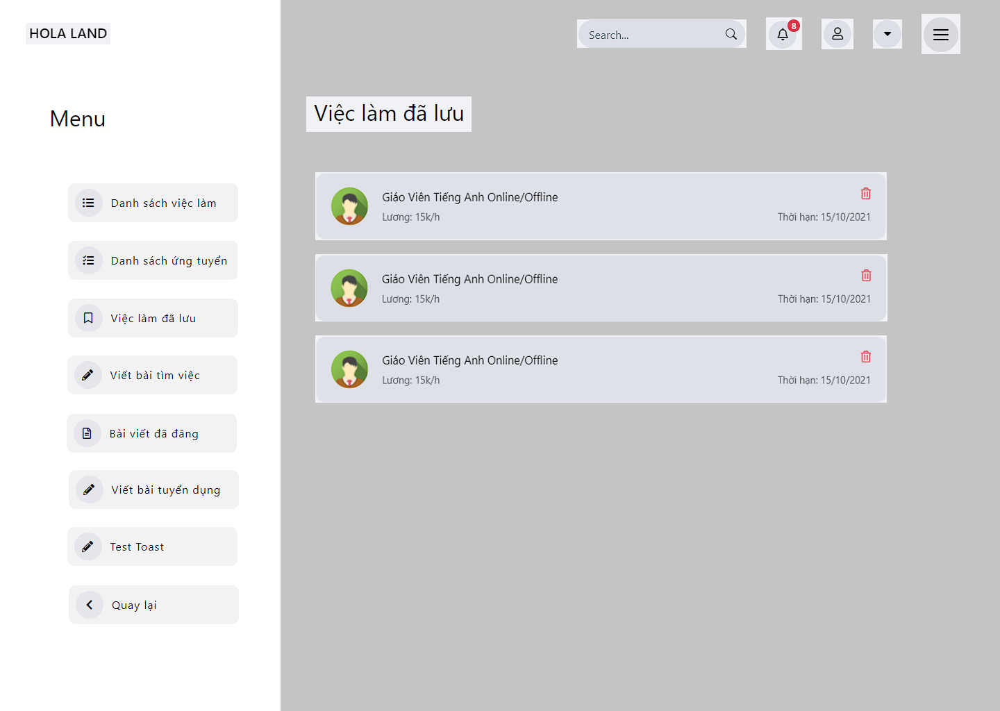 HOLA LAND
Search...
8
Menu
Danh sách việc làm
Danh sách ứng tuyển
Việc làm đã lưu
Viết bài tìm việc
Bài viết đã đăng
Viết bài tuyển dụng
Test Toast
Quay lại
Việc làm đã lưu
Giáo Viên Tiếng Anh Online/Offline
Lương: 15k/h
Thời hạn: 15/10/2021
Giáo Viên Tiếng Anh Online/Offline
Lương: 15k/h
Thời hạn: 15/10/2021
Giáo Viên Tiếng Anh Online/Offline
Lương: 15k/h
Thời hạn: 15/10/2021